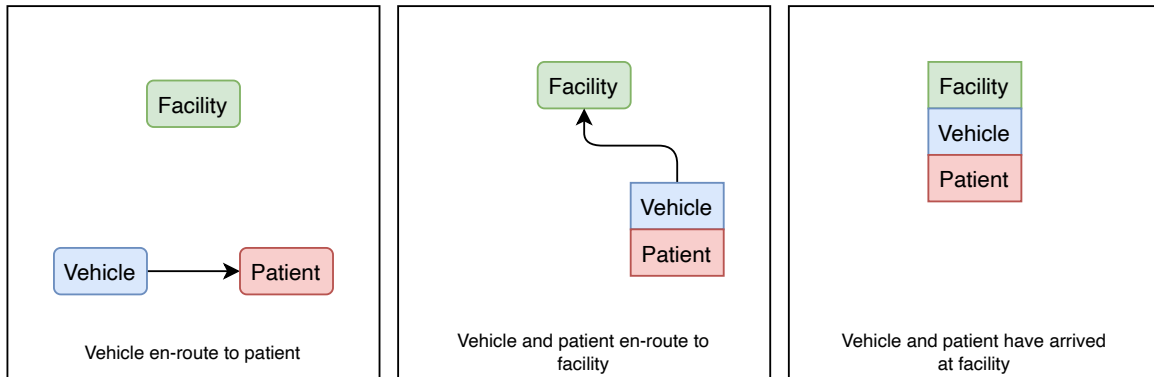 Facility
Vehicle
Patient
Vehicle en-route to patient
Facility
Vehicle
Patient
Vehicle and patient en-route to
facility
Facility
Vehicle
Patient
Vehicle and patient have arrived
at facility